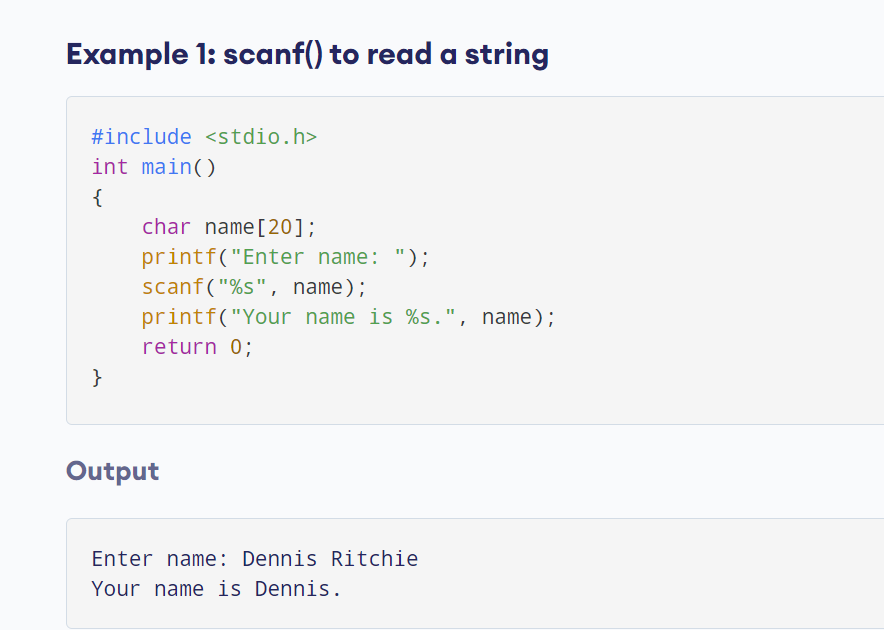 Example 1: scanf() to read a string
#include <stdio.h>
int main()
{
    char name[20];
    printf("Enter name: ");
    scanf("%s", name);
    printf("Your name is %s.", name);
    return 0;
}
Output
Enter name: Dennis Ritchie
Your name is Dennis.